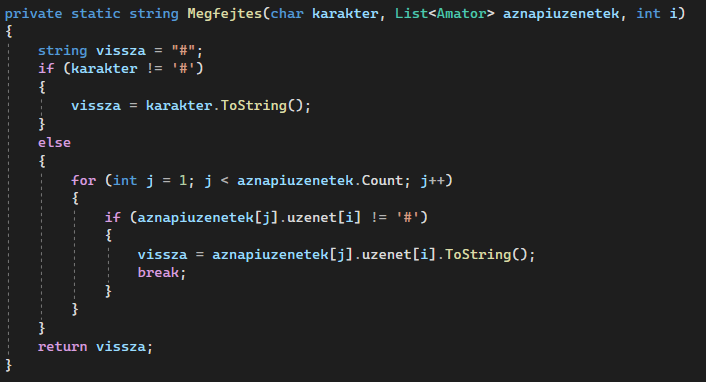 private static string Megfejtes(char karakter, List<Amator> aznapiuzenetek, int i)
{
    string vissza = "#";
    if (karakter != '#')
    {
        vissza = karakter.ToString();
    }
    else
    {
        for (int j = 1; j < aznapiuzenetek.Count; j++)
        {
            if (aznapiuzenetek[j].uzenet[i] != '#')
            {
                vissza = aznapiuzenetek[j].uzenet[i].ToString();
                break;
            }
        }
    }
    return vissza;
}